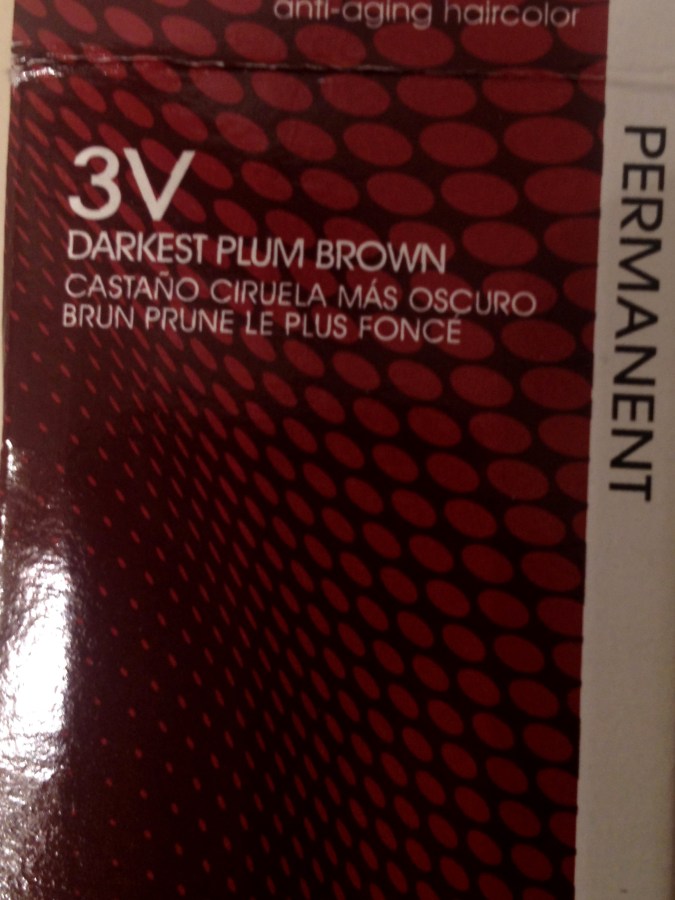 anti-aging haircolor
3V
DARKEST PLUM BROWN
CASTAÑO CIRUELA MÁS OSCURO
BRUN PRUNE LE PLUS FONCÉ
PERMANENT